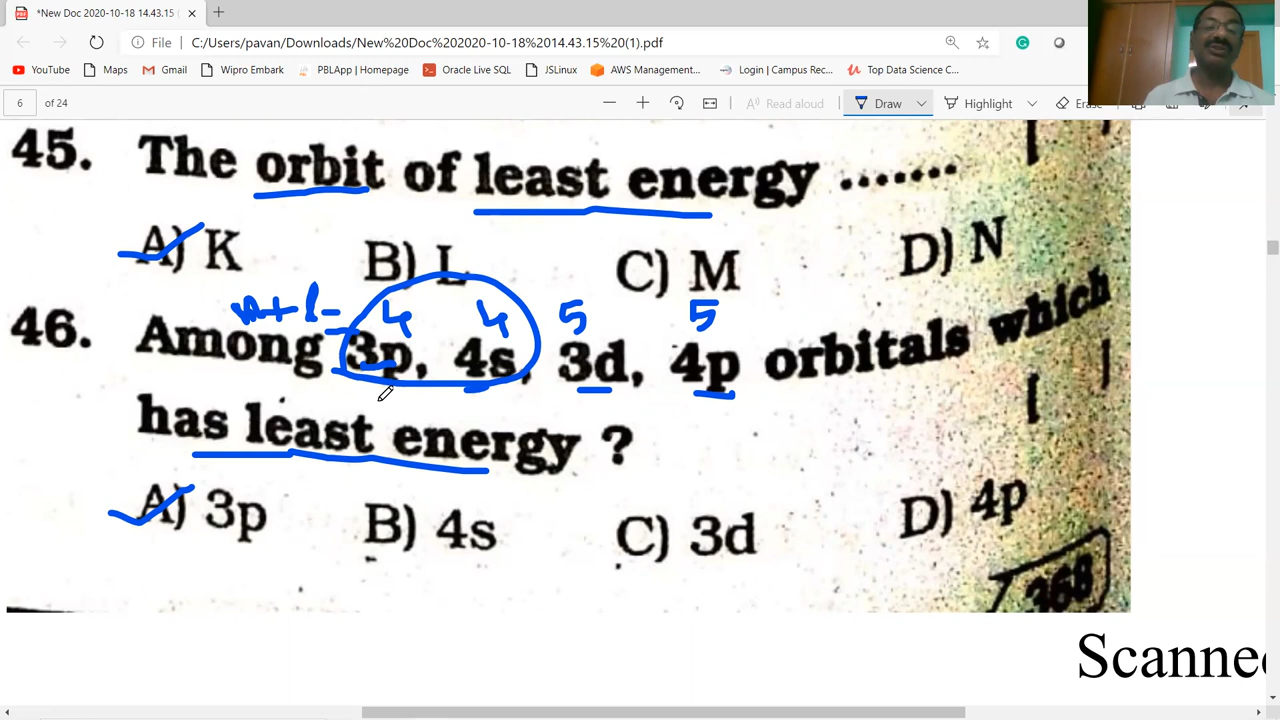 *New Doc 2020-10-18 14.43.15 (
File C:/Users/pavan/Downloads/New%20Doc%202020-10-18%2014.43.15%20(1).pdf
YouTube Maps Gmail Wipro Embark PBLApp | Homepage Oracle Live SQL JSLinux AWS Management... Login | Campus Rec... Top Data Science C...
6 of 24 Read aloud Draw Highlight Erase
45. The orbit of least energy .......
A) K B) L C) M D) N
n+l= 4 4 5 5
46. Among 3p, 4s, 3d, 4p orbitals which
has least energy ?
A) 3p B) 4s C) 3d D) 4p
368
Scanned